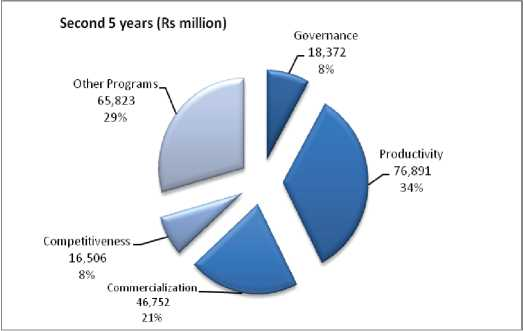 Second 5 years (Rs million)
Governance
18,372
8%
Other Programs
65,823
29%
Productivity
76,891
34%
Competitiveness
16,506
8%
Commercialization
46,752
21%